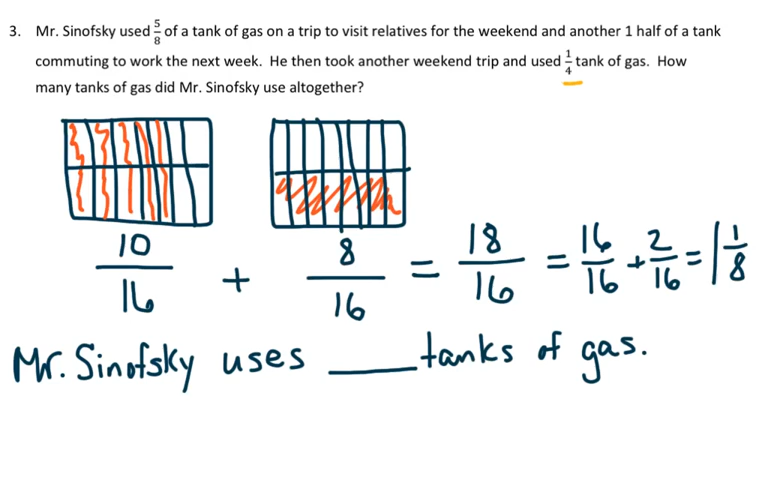 3. Mr. Sinofsky used 5/8 of a tank of gas on a trip to visit relatives for the weekend and another 1 half of a tank
commuting to work the next week. He then took another weekend trip and used 1/4 tank of gas. How
many tanks of gas did Mr. Sinofsky use altogether?
10/16 + 8/16 = 18/16 = 16/16 + 2/16 = 1 1/8
Mr. Sinofsky uses ____ tanks of gas.